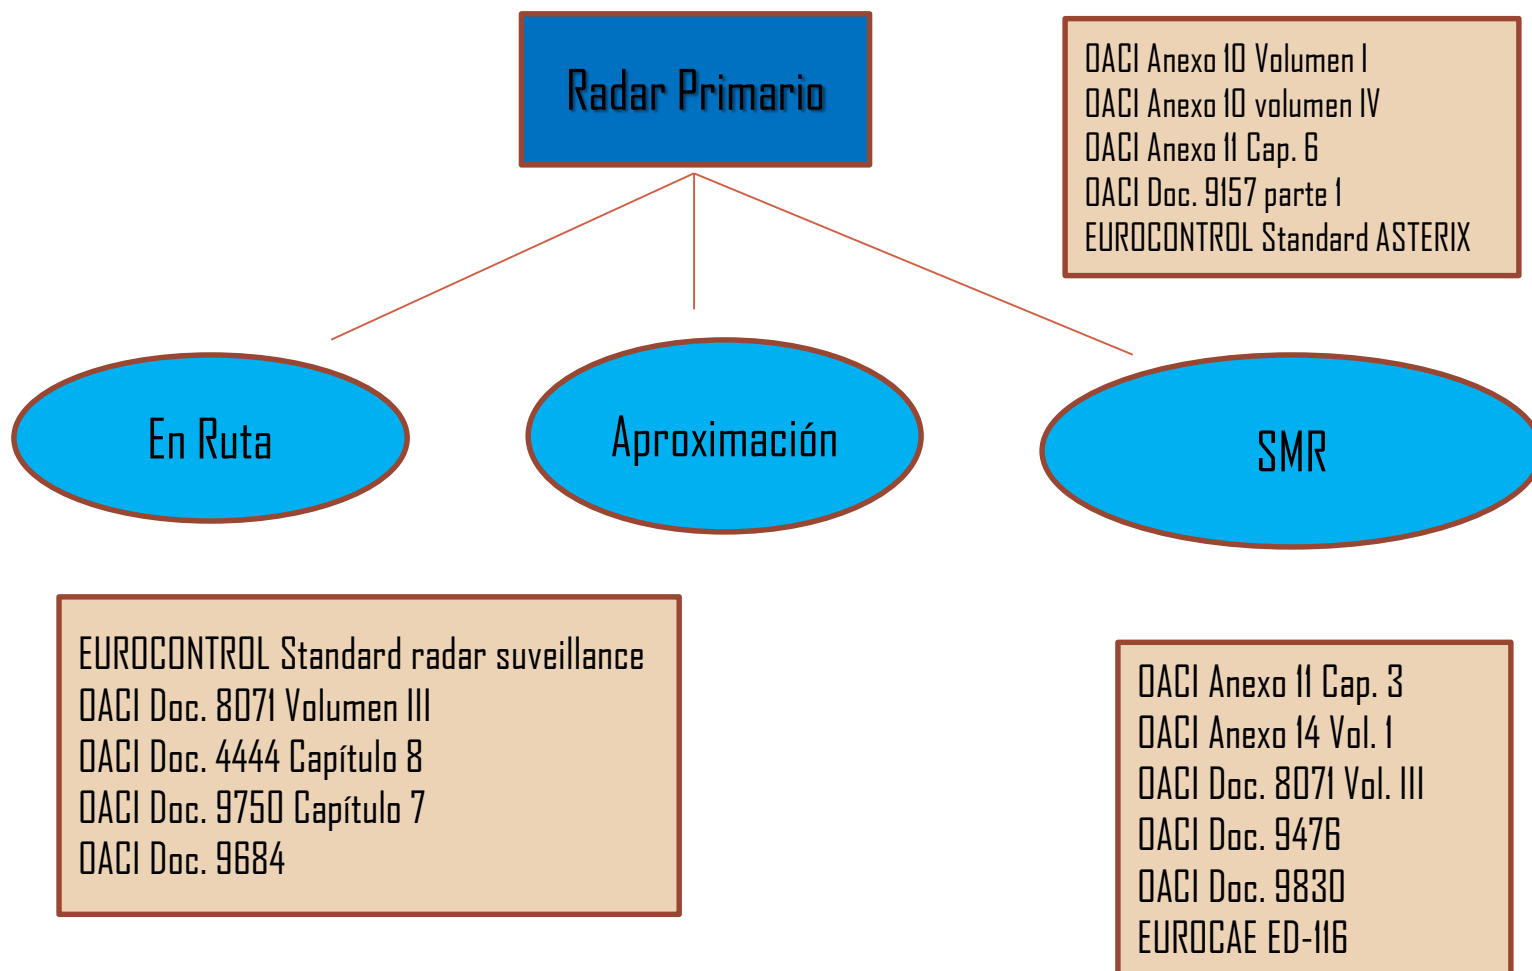 Radar Primario
OACI Anexo 10 Volumen I
OACI Anexo 10 volumen IV
OACI Anexo 11 Cap. 6
OACI Doc. 9157 parte 1
EUROCONTROL Standard ASTERIX
En Ruta
Aproximación
SMR
EUROCONTROL Standard radar suveillance
OACI Doc. 8071 Volumen III
OACI Doc. 4444 Capítulo 8
OACI Doc. 9750 Capítulo 7
OACI Doc. 9684
OACI Anexo 11 Cap. 3
OACI Anexo 14 Vol. 1
OACI Doc. 8071 Vol. III
OACI Doc. 9476
OACI Doc. 9830
EUROCAE ED-116